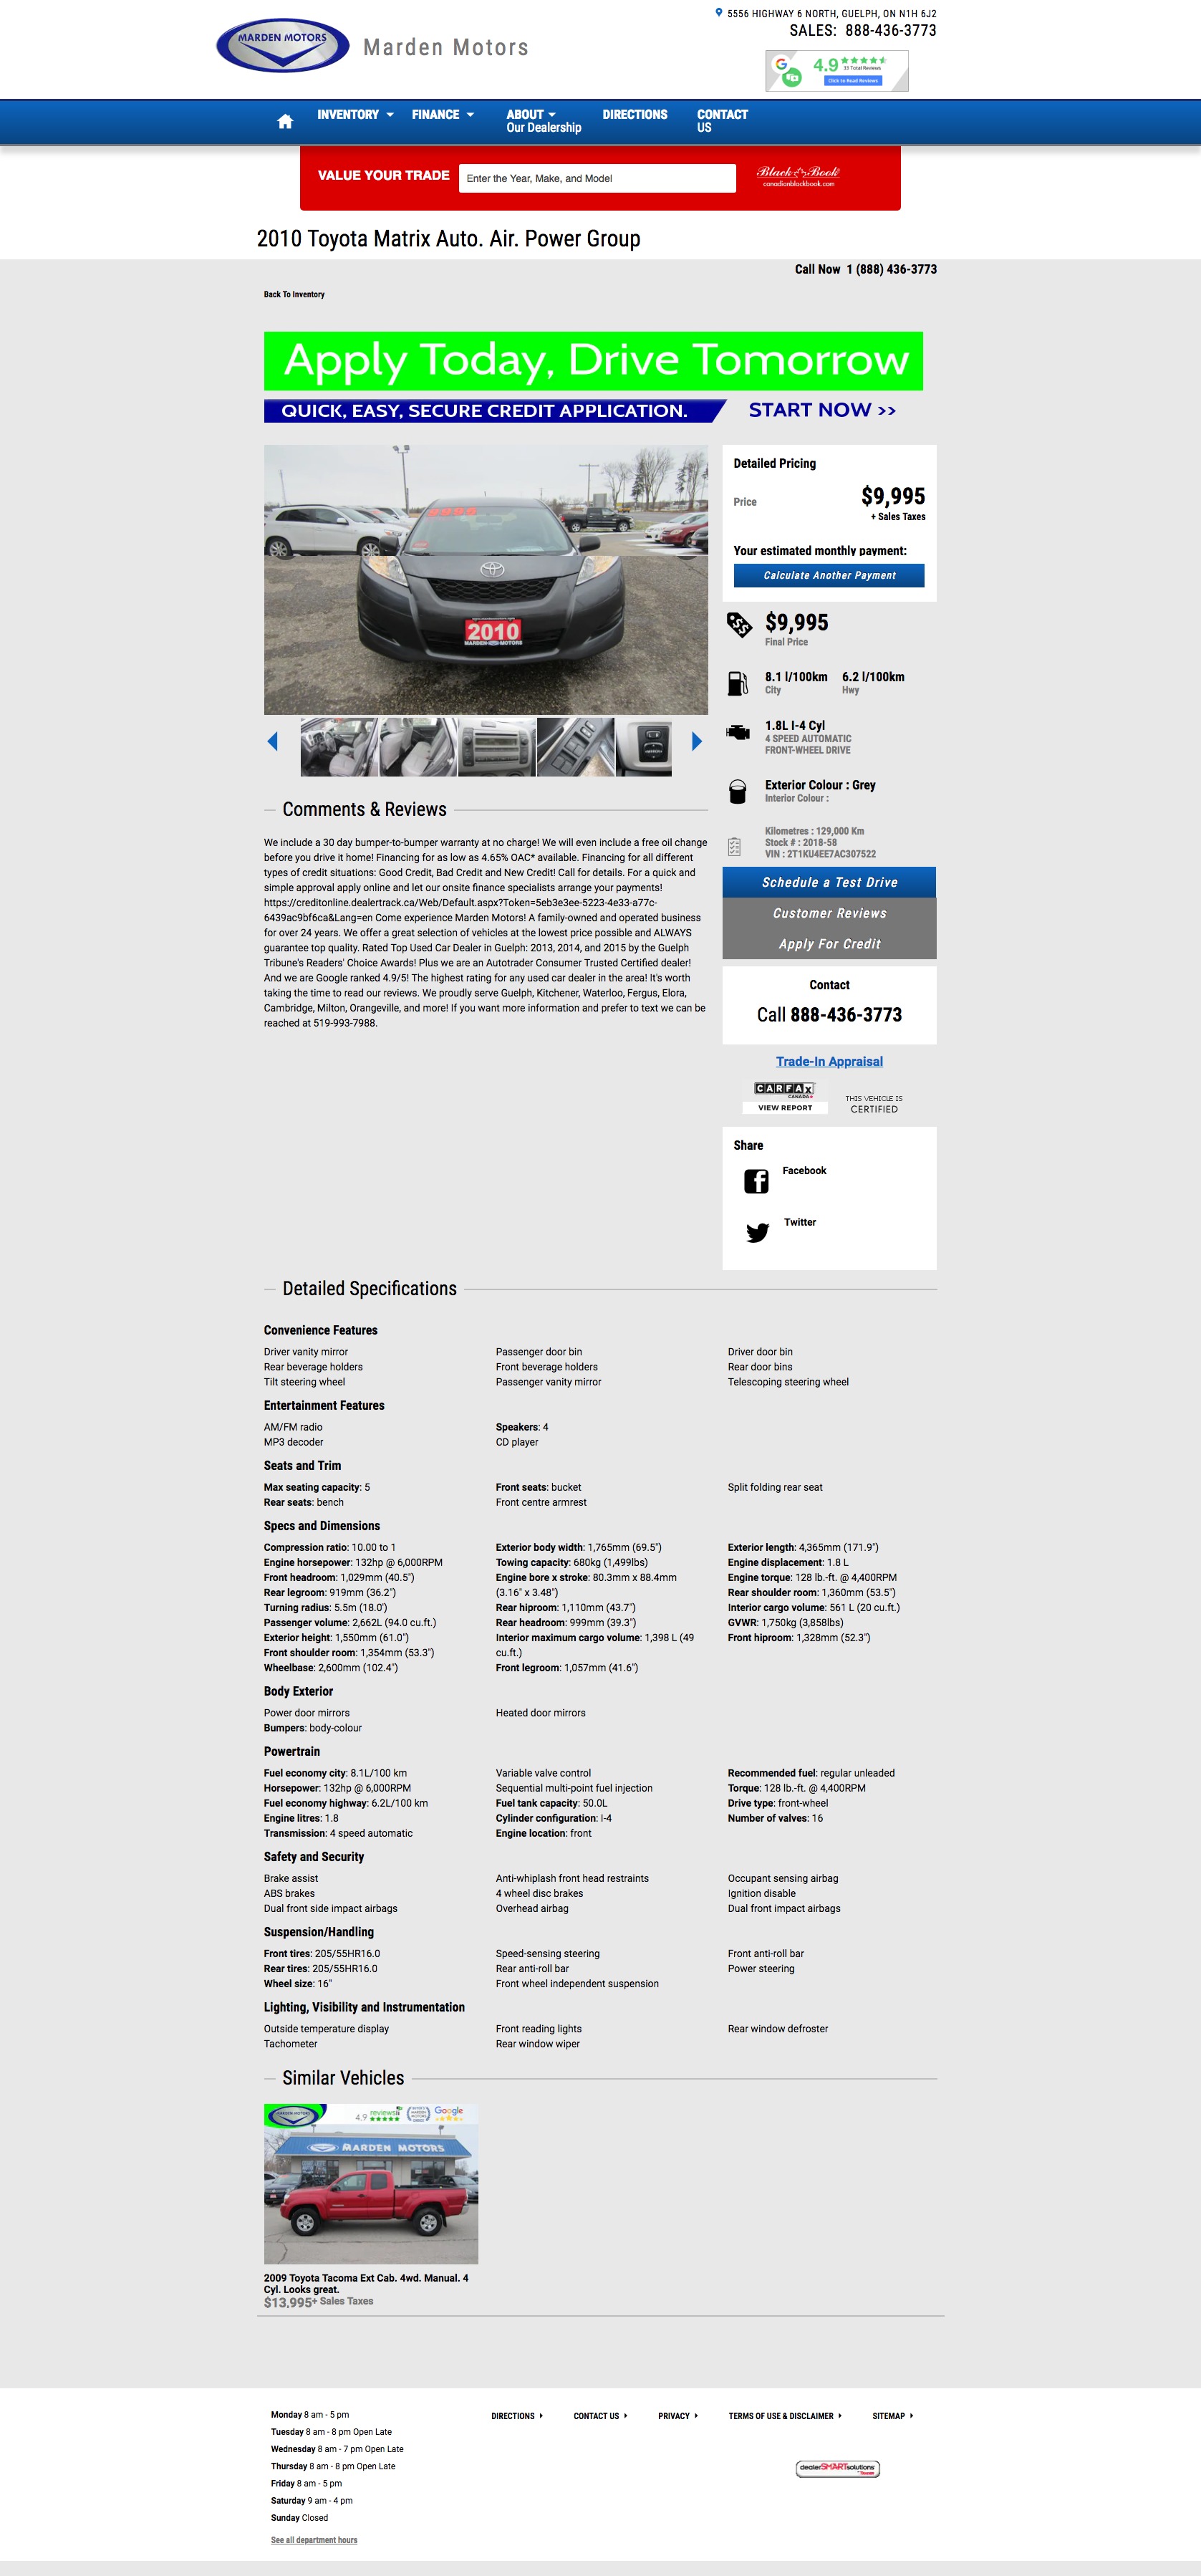 MARDEN MOTORS
Marden Motors
5556 HIGHWAY 6 NORTH, GUELPH, ON N1H 6J2
SALES: 888-436-3773
G
4.9
33 Total Reviews
Click to Read Reviews
INVENTORY
FINANCE
ABOUT
Our Dealership
DIRECTIONS
CONTACT
US
VALUE YOUR TRADE
Enter the Year, Make, and Model
Black Book
canadianblackbook.com
2010 Toyota Matrix Auto. Air. Power Group
Call Now 1 (888) 436-3773
Back To Inventory
Apply Today, Drive Tomorrow
QUICK, EASY, SECURE CREDIT APPLICATION.
START NOW >>
2010
MARDEN MOTORS
Detailed Pricing
Price
$9,995
+ Sales Taxes
Your estimated monthly payment:
Calculate Another Payment
$9,995
Final Price
8.1 l/100km 6.2 l/100km
City Hwy
1.8L I-4 Cyl
4 SPEED AUTOMATIC
FRONT-WHEEL DRIVE
Exterior Colour : Grey
Interior Colour :
Kilometres : 129,000 Km
Stock # : 2018-58
VIN : 2T1KU4EE7AC307522
Schedule a Test Drive
Customer Reviews
Apply For Credit
Contact
Call 888-436-3773
Trade-In Appraisal
CARFAX
CANADA
VIEW REPORT
THIS VEHICLE IS
CERTIFIED
Share
Facebook
Twitter
Comments & Reviews
We include a 30 day bumper-to-bumper warranty at no charge! We will even include a free oil change
before you drive it home! Financing for as low as 4.65% OAC* available. Financing for all different
types of credit situations: Good Credit, Bad Credit and New Credit! Call for details. For a quick and
simple approval apply online and let our onsite finance specialists arrange your payments!
https://creditonline.dealertrack.ca/Web/Default.aspx?Token=5eb3e3ee-5223-4e33-a77c-
6439ac9bf6ca&Lang=en Come experience Marden Motors! A family-owned and operated business
for over 24 years. We offer a great selection of vehicles at the lowest price possible and ALWAYS
guarantee top quality. Rated Top Used Car Dealer in Guelph: 2013, 2014, and 2015 by the Guelph
Tribune's Readers' Choice Awards! Plus we are an Autotrader Consumer Trusted Certified dealer!
And we are Google ranked 4.9/5! The highest rating for any used car dealer in the area! It's worth
taking the time to read our reviews. We proudly serve Guelph, Kitchener, Waterloo, Fergus, Elora,
Cambridge, Milton, Orangeville, and more! If you want more information and prefer to text we can be
reached at 519-993-7988.
Detailed Specifications
Convenience Features
Driver vanity mirror Passenger door bin Driver door bin
Rear beverage holders Front beverage holders Rear door bins
Tilt steering wheel Passenger vanity mirror Telescoping steering wheel
Entertainment Features
AM/FM radio Speakers: 4
MP3 decoder CD player
Seats and Trim
Max seating capacity: 5 Front seats: bucket Split folding rear seat
Rear seats: bench Front centre armrest
Specs and Dimensions
Compression ratio: 10.00 to 1 Exterior body width: 1,765mm (69.5") Exterior length: 4,365mm (171.9")
Engine horsepower: 132hp @ 6,000RPM Towing capacity: 680kg (1,499lbs) Engine displacement: 1.8 L
Front headroom: 1,029mm (40.5") Engine bore x stroke: 80.3mm x 88.4mm Engine torque: 128 lb.-ft. @ 4,400RPM
Rear legroom: 919mm (36.2") (3.16" x 3.48") Rear shoulder room: 1,360mm (53.5")
Turning radius: 5.5m (18.0') Rear hiproom: 1,110mm (43.7") Interior cargo volume: 561 L (20 cu.ft.)
Passenger volume: 2,662L (94.0 cu.ft.) Rear headroom: 999mm (39.3") GVWR: 1,750kg (3,858lbs)
Exterior height: 1,550mm (61.0") Interior maximum cargo volume: 1,398 L (49 Front hiproom: 1,328mm (52.3")
Front shoulder room: 1,354mm (53.3") cu.ft.)
Wheelbase: 2,600mm (102.4") Front legroom: 1,057mm (41.6")
Body Exterior
Power door mirrors Heated door mirrors
Bumpers: body-colour
Powertrain
Fuel economy city: 8.1L/100 km Variable valve control Recommended fuel: regular unleaded
Horsepower: 132hp @ 6,000RPM Sequential multi-point fuel injection Torque: 128 lb.-ft. @ 4,400RPM
Fuel economy highway: 6.2L/100 km Fuel tank capacity: 50.0L Drive type: front-wheel
Engine litres: 1.8 Cylinder configuration: I-4 Number of valves: 16
Transmission: 4 speed automatic Engine location: front
Safety and Security
Brake assist Anti-whiplash front head restraints Occupant sensing airbag
ABS brakes 4 wheel disc brakes Ignition disable
Dual front side impact airbags Overhead airbag Dual front impact airbags
Suspension/Handling
Front tires: 205/55HR16.0 Speed-sensing steering Front anti-roll bar
Rear tires: 205/55HR16.0 Rear anti-roll bar Power steering
Wheel size: 16" Front wheel independent suspension
Lighting, Visibility and Instrumentation
Outside temperature display Front reading lights Rear window defroster
Tachometer Rear window wiper
Similar Vehicles
MARDEN MOTORS
4.9 reviews
Google
MARDEN MOTORS
2009 Toyota Tacoma Ext Cab. 4wd. Manual. 4
Cyl. Looks great.
$13,995+ Sales Taxes
Monday 8 am - 5 pm
Tuesday 8 am - 8 pm Open Late
Wednesday 8 am - 7 pm Open Late
Thursday 8 am - 8 pm Open Late
Friday 8 am - 5 pm
Saturday 9 am - 4 pm
Sunday Closed
See all department hours
DIRECTIONS
CONTACT US
PRIVACY
TERMS OF USE & DISCLAIMER
SITEMAP
dealerSMARTsolutions